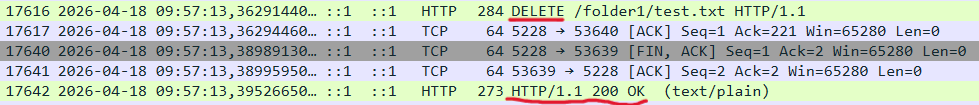 17616 2026-04-18 09:57:13,36291440… ::1 ::1 HTTP 284 DELETE /folder1/test.txt HTTP/1.1
17617 2026-04-18 09:57:13,36294460… ::1 ::1 TCP 64 5228 → 53640 [ACK] Seq=1 Ack=221 Win=65280 Len=0
17640 2026-04-18 09:57:13,38989130… ::1 ::1 TCP 64 5228 → 53639 [FIN, ACK] Seq=1 Ack=2 Win=65280 Len=0
17641 2026-04-18 09:57:13,38995950… ::1 ::1 TCP 64 53639 → 5228 [ACK] Seq=2 Ack=2 Win=65280 Len=0
17642 2026-04-18 09:57:13,39526650… ::1 ::1 HTTP 273 HTTP/1.1 200 OK (text/plain)